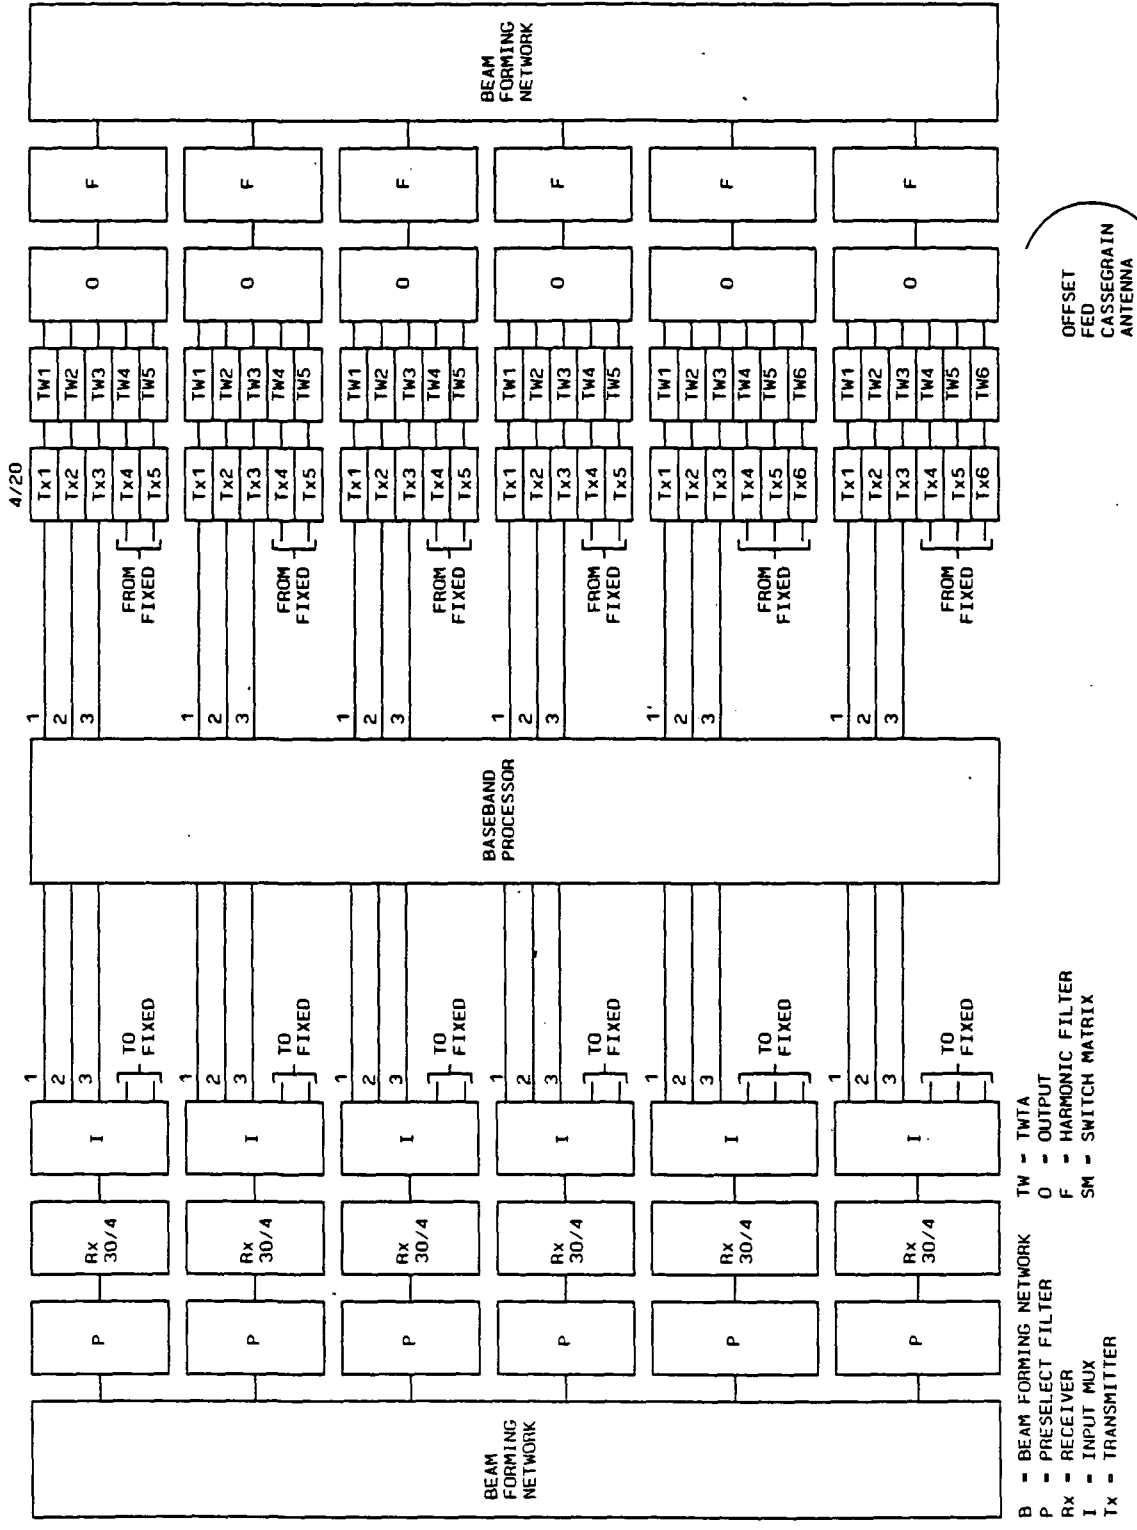 4/20
BEAM
FORMING
NETWORK
P
Rx
30/4
I
1
2
3
TO
FIXED
BASEBAND
PROCESSOR
1
2
3
FROM
FIXED
Tx1
Tx2
Tx3
Tx4
Tx5
TW1
TW2
TW3
TW4
TW5
O
F
BEAM
FORMING
NETWORK
P
Rx
30/4
I
1
2
3
TO
FIXED
1
2
3
FROM
FIXED
Tx1
Tx2
Tx3
Tx4
Tx5
TW1
TW2
TW3
TW4
TW5
O
F
P
Rx
30/4
I
1
2
3
TO
FIXED
1
2
3
FROM
FIXED
Tx1
Tx2
Tx3
Tx4
Tx5
TW1
TW2
TW3
TW4
TW5
O
F
P
Rx
30/4
I
1
2
3
TO
FIXED
1
2
3
FROM
FIXED
Tx1
Tx2
Tx3
Tx4
Tx5
TW1
TW2
TW3
TW4
TW5
O
F
P
Rx
30/4
I
1
2
3
TO
FIXED
1
2
3
FROM
FIXED
Tx1
Tx2
Tx3
Tx4
Tx5
Tx6
TW1
TW2
TW3
TW4
TW5
TW6
O
F
P
Rx
30/4
I
1
2
3
TO
FIXED
1
2
3
FROM
FIXED
Tx1
Tx2
Tx3
Tx4
Tx5
Tx6
TW1
TW2
TW3
TW4
TW5
TW6
O
F
B - BEAM FORMING NETWORK
P - PRESELECT FILTER
Rx - RECEIVER
I - INPUT MUX
Tx - TRANSMITTER
TW - TWTA
O - OUTPUT
F - HARMONIC FILTER
SM - SWITCH MATRIX
OFFSET
FED
CASSEGRAIN
ANTENNA